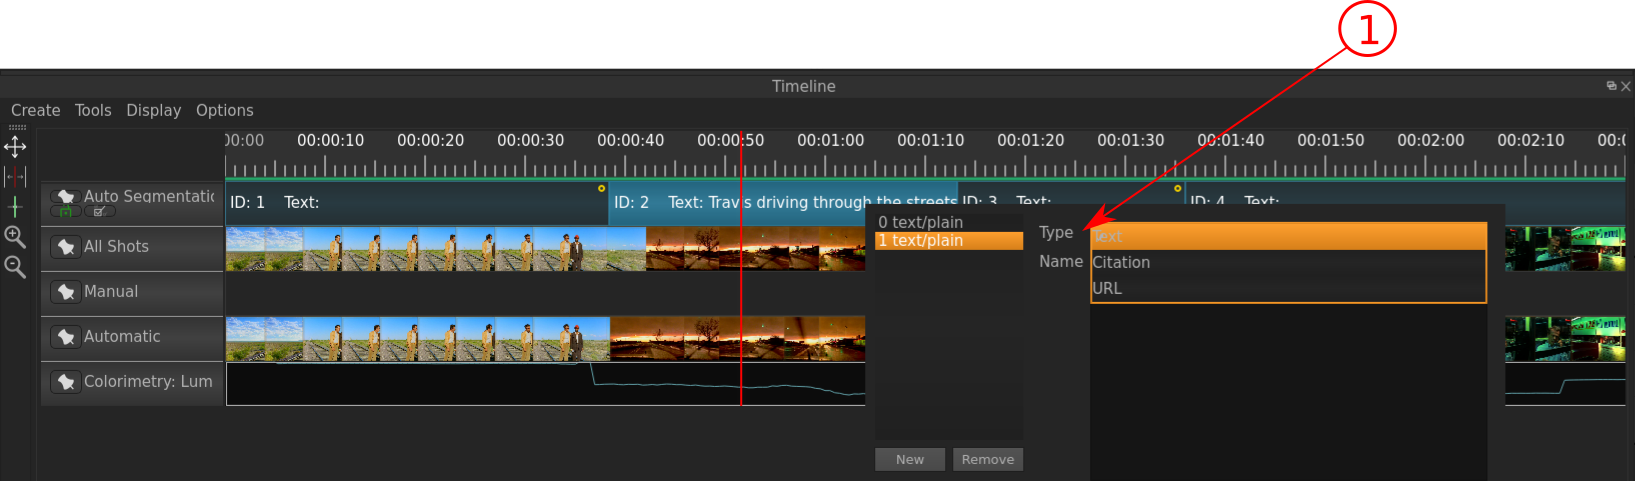 1
Timeline
Create Tools Display Options
00:00 00:00:10 00:00:20 00:00:30 00:00:40 00:00:50 00:01:00 00:01:10 00:01:20 00:01:30 00:01:40 00:01:50 00:02:00 00:02:10 00:0
Auto Segmentatic
ID: 1 Text: ID: 2 Text: Travis driving through the streets ID: 3 Text: ID: 4 Text:
0 text/plain
1 text/plain
Type
Text
Name
Citation
URL
All Shots
Manual
Automatic
Colorimetry: Lum
New Remove